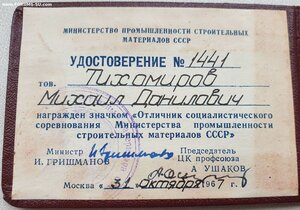 МИНИСТЕРСТВО ПРОМЫШЛЕННОСТИ СТРОИТЕЛЬНЫХ
МАТЕРИАЛОВ СССР
УДОСТОВЕРЕНИЕ № 1441
тов. Тихомиров
Михаил Данилович
награжден значком «Отличник социалистического
соревнования Министерства промышленности
строительных материалов СССР»
Министр Председатель
И. ГРИШМАНОВ ЦК профсоюза
А. УШАКОВ
Москва « 31 » октября 1967 г.